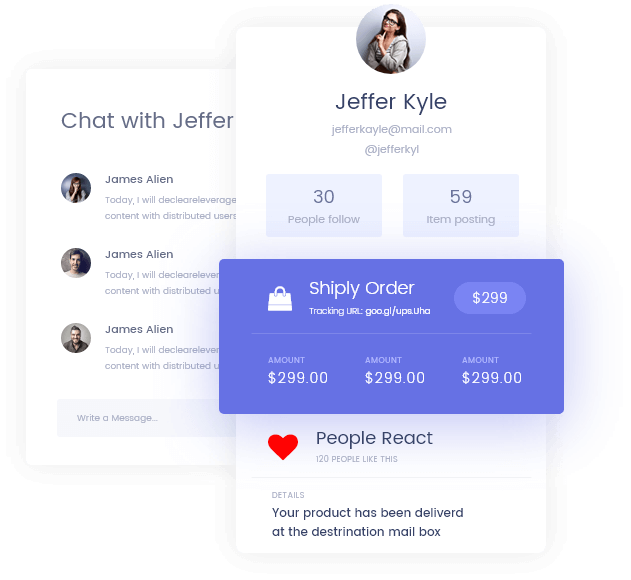 Chat with Jeffer
James Alien
Today, I will decleareleverage
content with distributed users
James Alien
Today, I will declearelever
content with distributed u
James Alien
Today, I will declearelever
content with distributed u
Write a Message...
Jeffer Kyle
jefferkayle@mail.com
@jefferkyl
30
People follow
59
Item posting
Shiply Order
Tracking URL: goo.gl/ups.Uha
$299
AMOUNT AMOUNT AMOUNT
$299.00 $299.00 $299.00
People React
120 PEOPLE LIKE THIS
DETAILS
Your product has been deliverd
at the destrination mail box